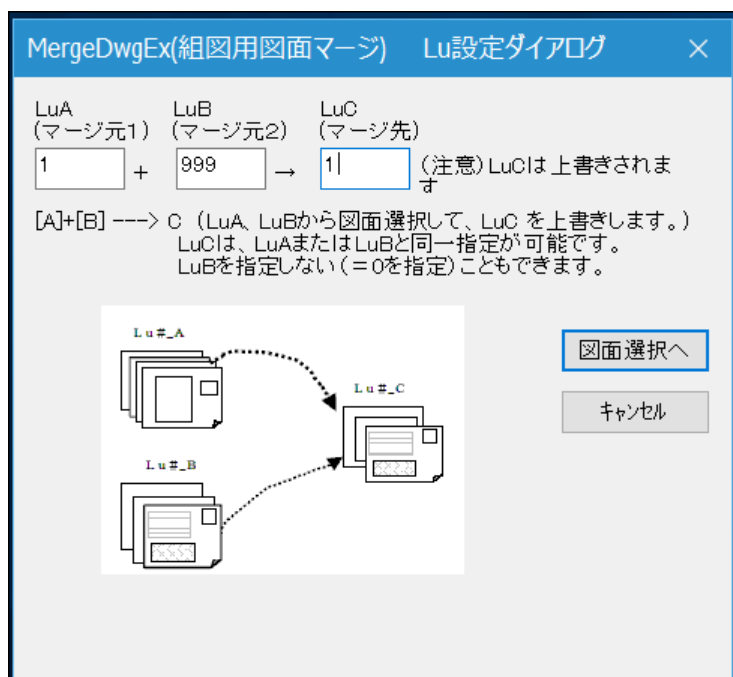 MergeDwgEx(組図用図面マージ) Lu設定ダイアログ ×
LuA LuB LuC
(マージ元1) (マージ元2) (マージ先)
1 + 999 → 1 (注意)LuCは上書きされま
す
[A]+[B] ---> C (LuA、LuBから図面選択して、LuC を上書きします。)
LuCは、LuAまたはLuBと同一指定が可能です。
LuBを指定しない(=0を指定)こともできます。
Lu#_A
図面選択へ
Lu#_C
キャンセル
Lu#_B